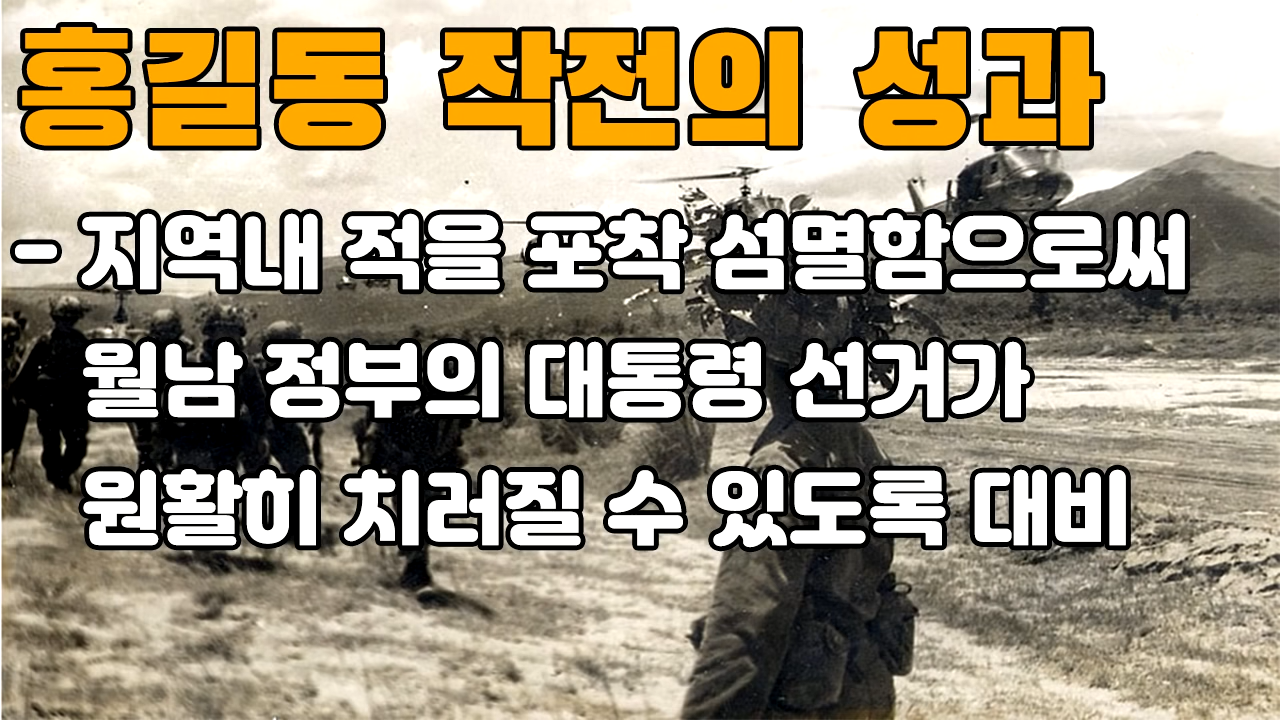 홍길동 작전의 성과
- 지역내 적을 포착 섬멸함으로써
월남 정부의 대통령 선거가
원활히 치러질 수 있도록 대비